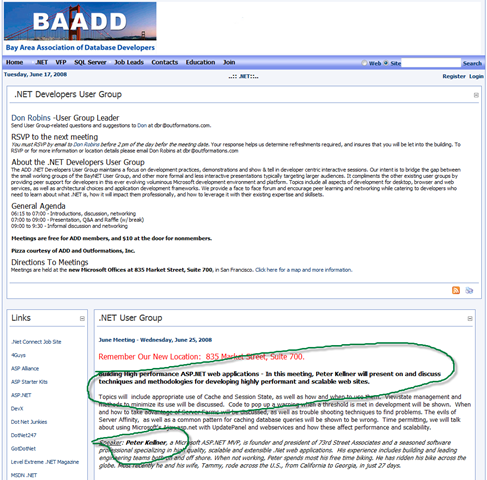 BAADD
Bay Area Association of Database Developers
Home .NET VFP SQL Server Job Leads Contacts Education Join Web Site Search
Tuesday, June 17, 2008 ..:: .NET::.. Register Login
.NET Developers User Group
Don Robins -User Group Leader
Send User Group-related questions and suggestions to Don at dbr@outformations.com.
RSVP to the next meeting
You must RSVP by email to Don Robins before 2 pm of the day befor the meeting date. Your response helps us determine refreshments required, and insures that you will be let into the building. To
RSVP or for more information or location details please email Don Robins at dbr@outformations.com
About the .NET Developers User Group
The ADD .NET Developers User Group maintains a focus on development practices, demonstrations and show & tell in developer centric interactive sessions. Our intent is to bridge the gap between
the small working groups of the BayNET User Group, and other more formal and less interactive presentations typically targeting larger audiences. It compliments the other existing user groups by
providing peer support for developers in this ever evolving voluminous Microsoft development environment and platform. Topics include all aspects of development for desktop, browser and web
services, as well as architectural choices and application development frameworks. We provide a face to face forum and encourage peer learning and networking while catering to developers who
need to learn about what .NET is, how it will impact them professionally, and how to leverage it with their existing expertise and skillsets.
General Agenda
06:15 to 07:00 - Introductions, discussion, networking
07:00 to 09:00 - Presentation, Q&A and Raffle (w/ break)
09:00 to 9:30 - Informal discussion and networking
Meetings are free for ADD members, and $10 at the door for nonmembers.
Pizza courtesy of ADD and Outformations, Inc.
Directions To Meetings
Meetings are held at the new Microsoft Offices at 835 Market Street, Suite 700, in San Francisco. Click here for a map and more information.
Links
.Net Connect Job Site
4Guys
ASP Alliance
ASP Starter Kits
ASP.NET
DevX
Dot Net Junkies
DotNet247
GotDotNet
Level Extreme .NET Magazine
MSDN .NET
.NET User Group
June Meeting - Wednesday, June 25, 2008
Remember Our New Location: 835 Market Street, Suite 700.
Building High performance ASP.NET web applications - In this meeting, Peter Kellner will present on and discuss
techniques and methodologies for developing highly performant and scalable web sites.
Topics will include appropriate use of Cache and Session State, as well as how and when to use them. Viewstate management and
methods to minimize its use will be discussed. Code to pop up a warning when a threshold is met in development will be shown. When
and how to take advantage of Server Farms will be discussed, as well as trouble shooting techniques to find problems. The evils of
Server Affinity, as well as a common pattern for caching database queries will be shown to be wrong. Time permitting, we will talk
about using Microsoft's Ajax with UpdatePanel and webservices and how these affect performance and scalability.
Speaker: Peter Kellner, a Microsoft ASP.NET MVP, is founder and president of 73rd Street Associates and a seasoned software
professional specializing in high quality, scalable and extensible .Net web applications. His experience includes building and leading
engineering teams both on and off shore. When not working, Peter spends most his free time biking. He has ridden his bike across the
globe. Most recently he and his wife, Tammy, rode across the U.S., from California to Georgia, in just 27 days.